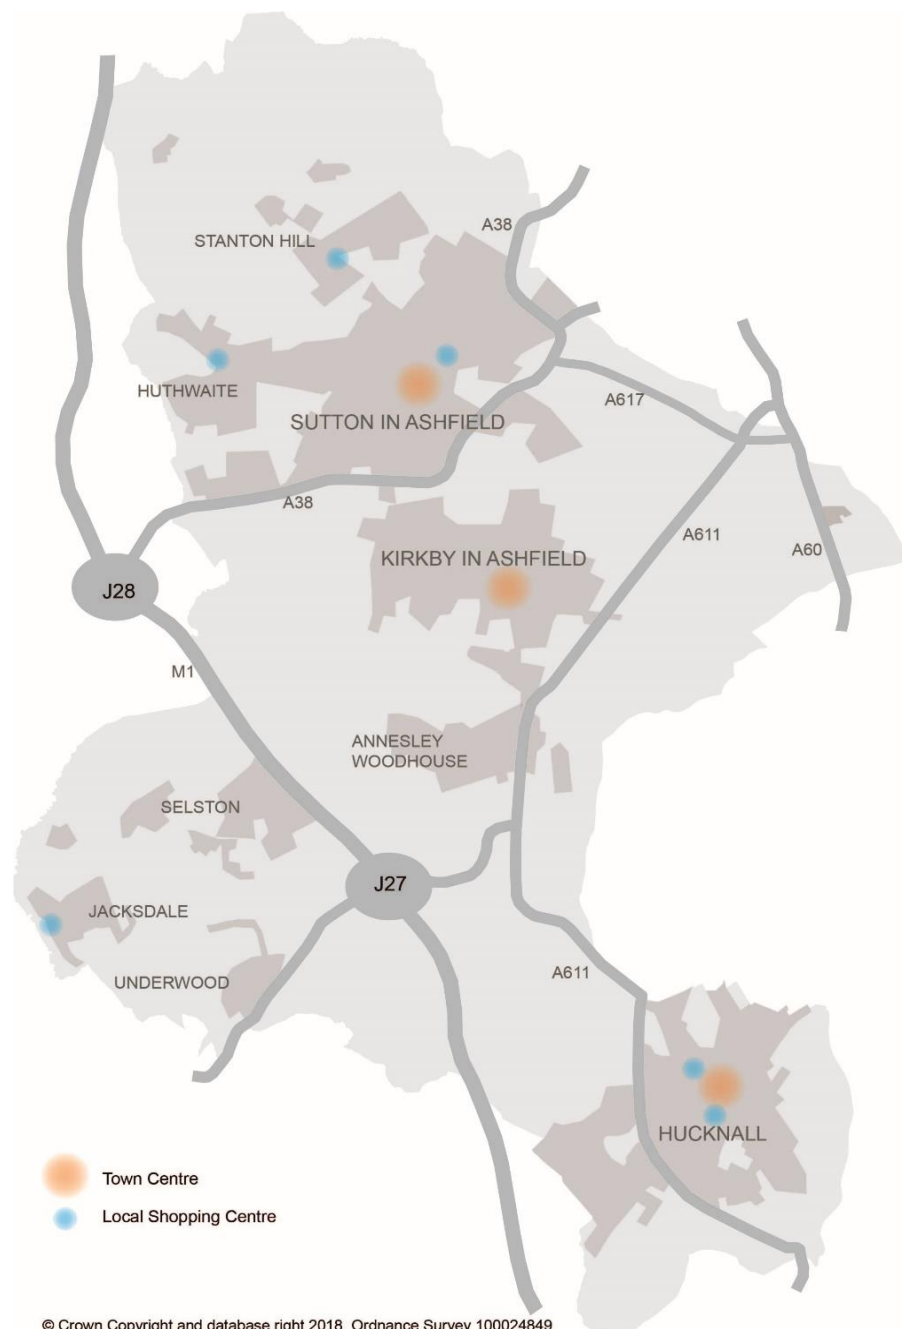 A38
STANTON HILL
HUTHWAITE
A617
SUTTON IN ASHFIELD
A38
A611
A60
KIRKBY IN ASHFIELD
J28
M1
ANNESLEY
WOODHOUSE
SELSTON
J27
JACKSDALE
UNDERWOOD
A611
HUCKNALL
Town Centre
Local Shopping Centre
© Crown Copyright and database right 2018. Ordnance Survey 100024849